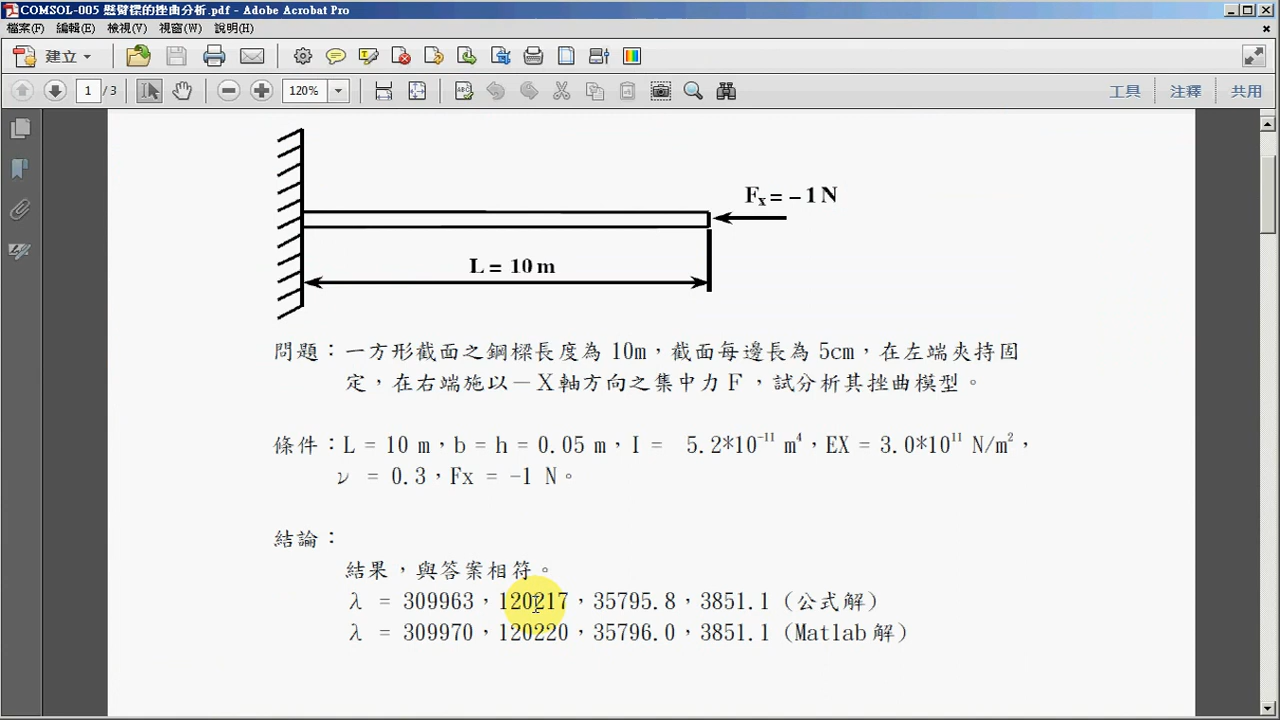 COMSOL-005 懸臂樑的挫曲分析.pdf - Adobe Acrobat Pro
檔案(F) 編輯(E) 檢視(V) 視窗(W) 說明(H)
建立
1 / 3 120% 工具 注釋 共用
Fx = − 1 N
L = 10 m
問題：一方形截面之鋼樑長度為 10m，截面每邊長為 5cm，在左端夾持固
定，在右端施以－X軸方向之集中力F，試分析其挫曲模型。
條件：L = 10 m，b = h = 0.05 m，I = 5.2*10⁻¹¹ m⁴，EX = 3.0*10¹¹ N/m²，
ν = 0.3，Fx = -1 N。
結論：
結果，與答案相符。
λ = 309963，120217，35795.8，3851.1 (公式解)
λ = 309970，120220，35796.0，3851.1 (Matlab 解)